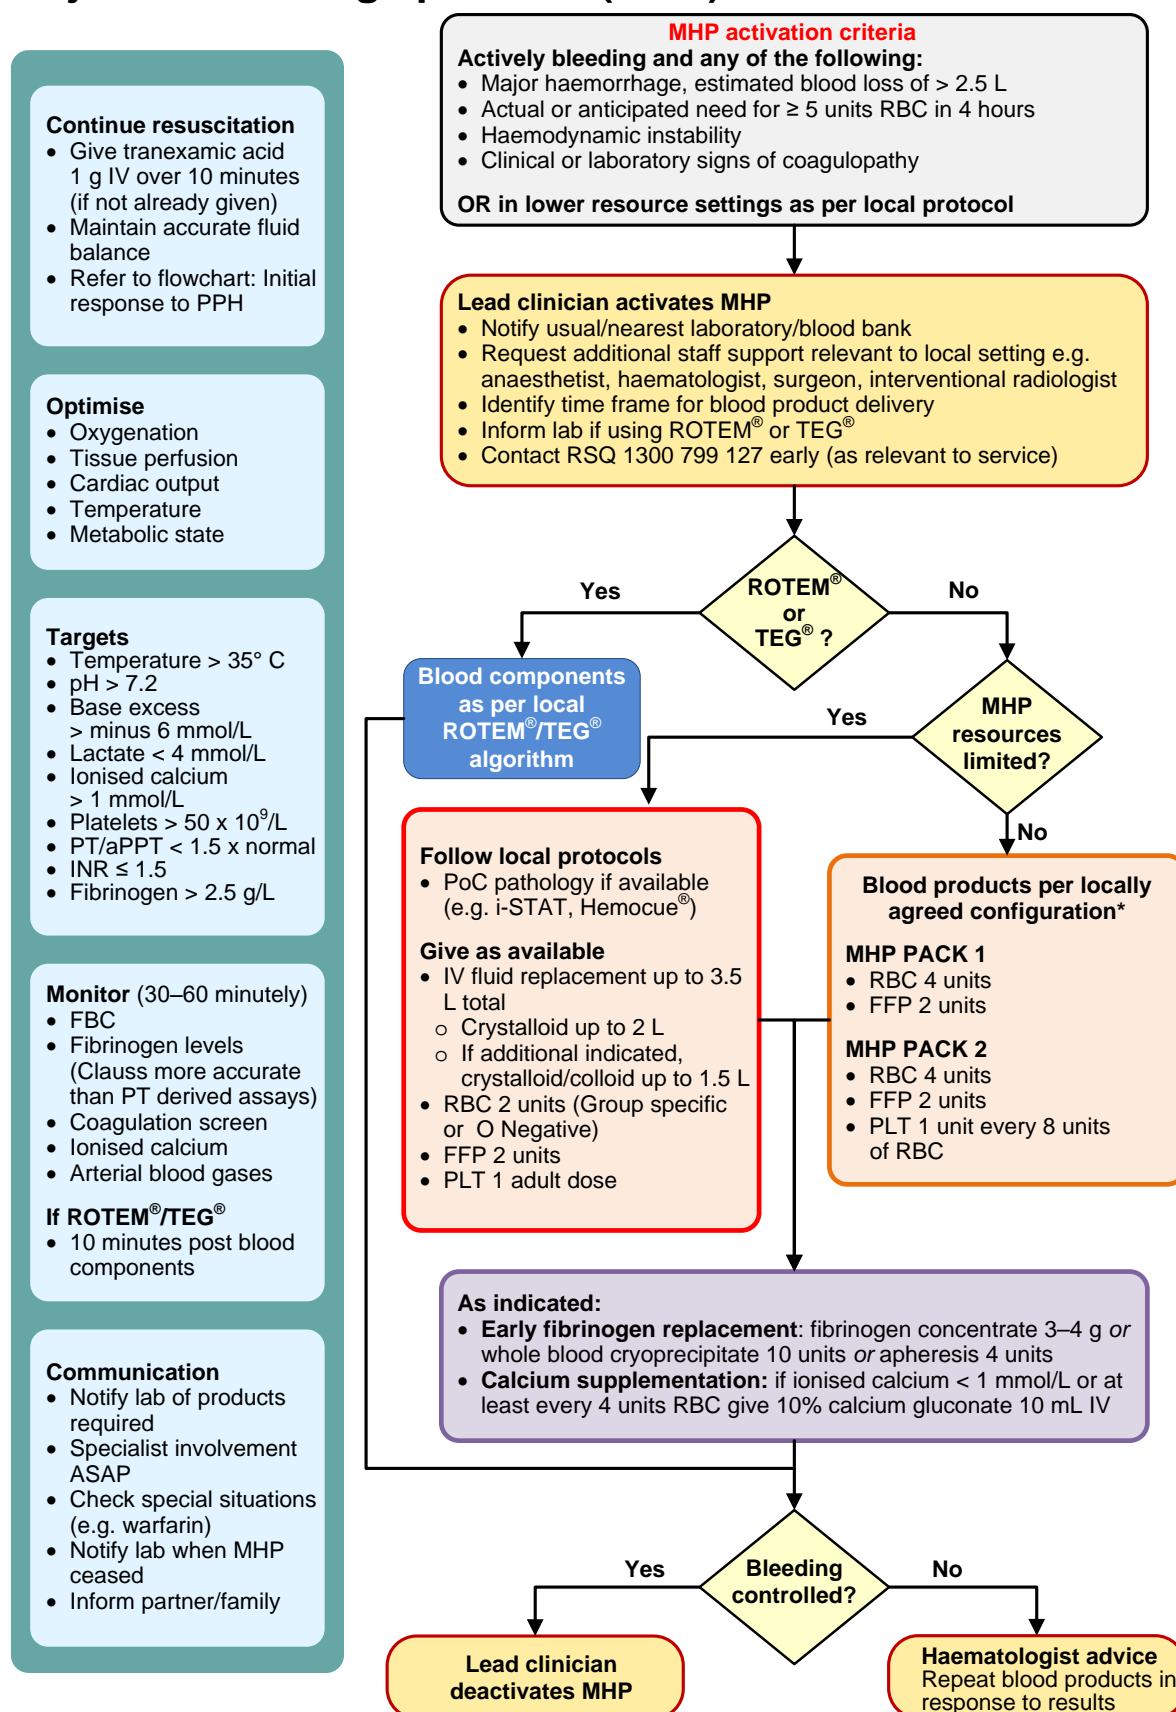 Continue resuscitation
• Give tranexamic acid
1 g IV over 10 minutes
(if not already given)
• Maintain accurate fluid
balance
• Refer to flowchart: Initial
response to PPH
Optimise
• Oxygenation
• Tissue perfusion
• Cardiac output
• Temperature
• Metabolic state
Targets
• Temperature > 35° C
• pH > 7.2
• Base excess
> minus 6 mmol/L
• Lactate < 4 mmol/L
• Ionised calcium
> 1 mmol/L
• Platelets > 50 x 10⁹/L
• PT/aPPT < 1.5 x normal
• INR ≤ 1.5
• Fibrinogen > 2.5 g/L
Monitor (30–60 minutely)
• FBC
• Fibrinogen levels
(Clauss more accurate
than PT derived assays)
• Coagulation screen
• Ionised calcium
• Arterial blood gases
If ROTEM®/TEG®
• 10 minutes post blood
components
Communication
• Notify lab of products
required
• Specialist involvement
ASAP
• Check special situations
(e.g. warfarin)
• Notify lab when MHP
ceased
• Inform partner/family
MHP activation criteria
Actively bleeding and any of the following:
• Major haemorrhage, estimated blood loss of > 2.5 L
• Actual or anticipated need for ≥ 5 units RBC in 4 hours
• Haemodynamic instability
• Clinical or laboratory signs of coagulopathy
OR in lower resource settings as per local protocol
Lead clinician activates MHP
• Notify usual/nearest laboratory/blood bank
• Request additional staff support relevant to local setting e.g.
anaesthetist, haematologist, surgeon, interventional radiologist
• Identify time frame for blood product delivery
• Inform lab if using ROTEM® or TEG®
• Contact RSQ 1300 799 127 early (as relevant to service)
ROTEM®
or
TEG® ?
Yes
No
Blood components
as per local
ROTEM®/TEG®
algorithm
MHP
resources
limited?
Yes
No
Follow local protocols
• PoC pathology if available
(e.g. i-STAT, Hemocue®)
Give as available
• IV fluid replacement up to 3.5
L total
o Crystalloid up to 2 L
o If additional indicated,
crystalloid/colloid up to 1.5 L
• RBC 2 units (Group specific
or O Negative)
• FFP 2 units
• PLT 1 adult dose
Blood products per locally
agreed configuration*
MHP PACK 1
• RBC 4 units
• FFP 2 units
MHP PACK 2
• RBC 4 units
• FFP 2 units
• PLT 1 unit every 8 units
of RBC
As indicated:
• Early fibrinogen replacement: fibrinogen concentrate 3–4 g or
whole blood cryoprecipitate 10 units or apheresis 4 units
• Calcium supplementation: if ionised calcium < 1 mmol/L or at
least every 4 units RBC give 10% calcium gluconate 10 mL IV
Bleeding
controlled?
Yes
No
Lead clinician
deactivates MHP
Haematologist advice
Repeat blood products in
response to results